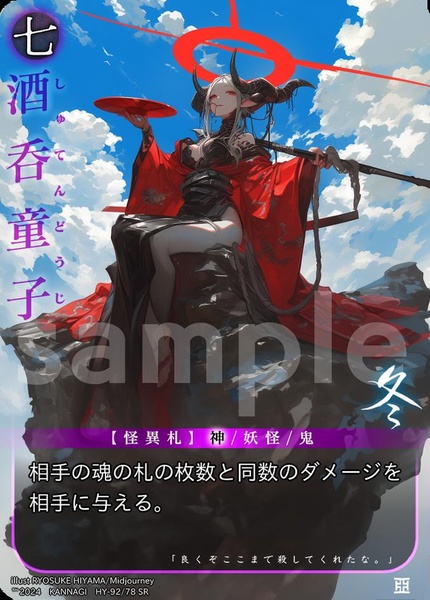 七
酒呑童子
しゅてんどうじ
sample
冬
【怪異札】神/妖怪/鬼
相手の魂の札の枚数と同数のダメージを
相手に与える。
「良くぞここまで殺してくれたな。」
illust RYOSUKE HIYAMA/Midjourney
™2024 KANNAGI HY-92/78 SR